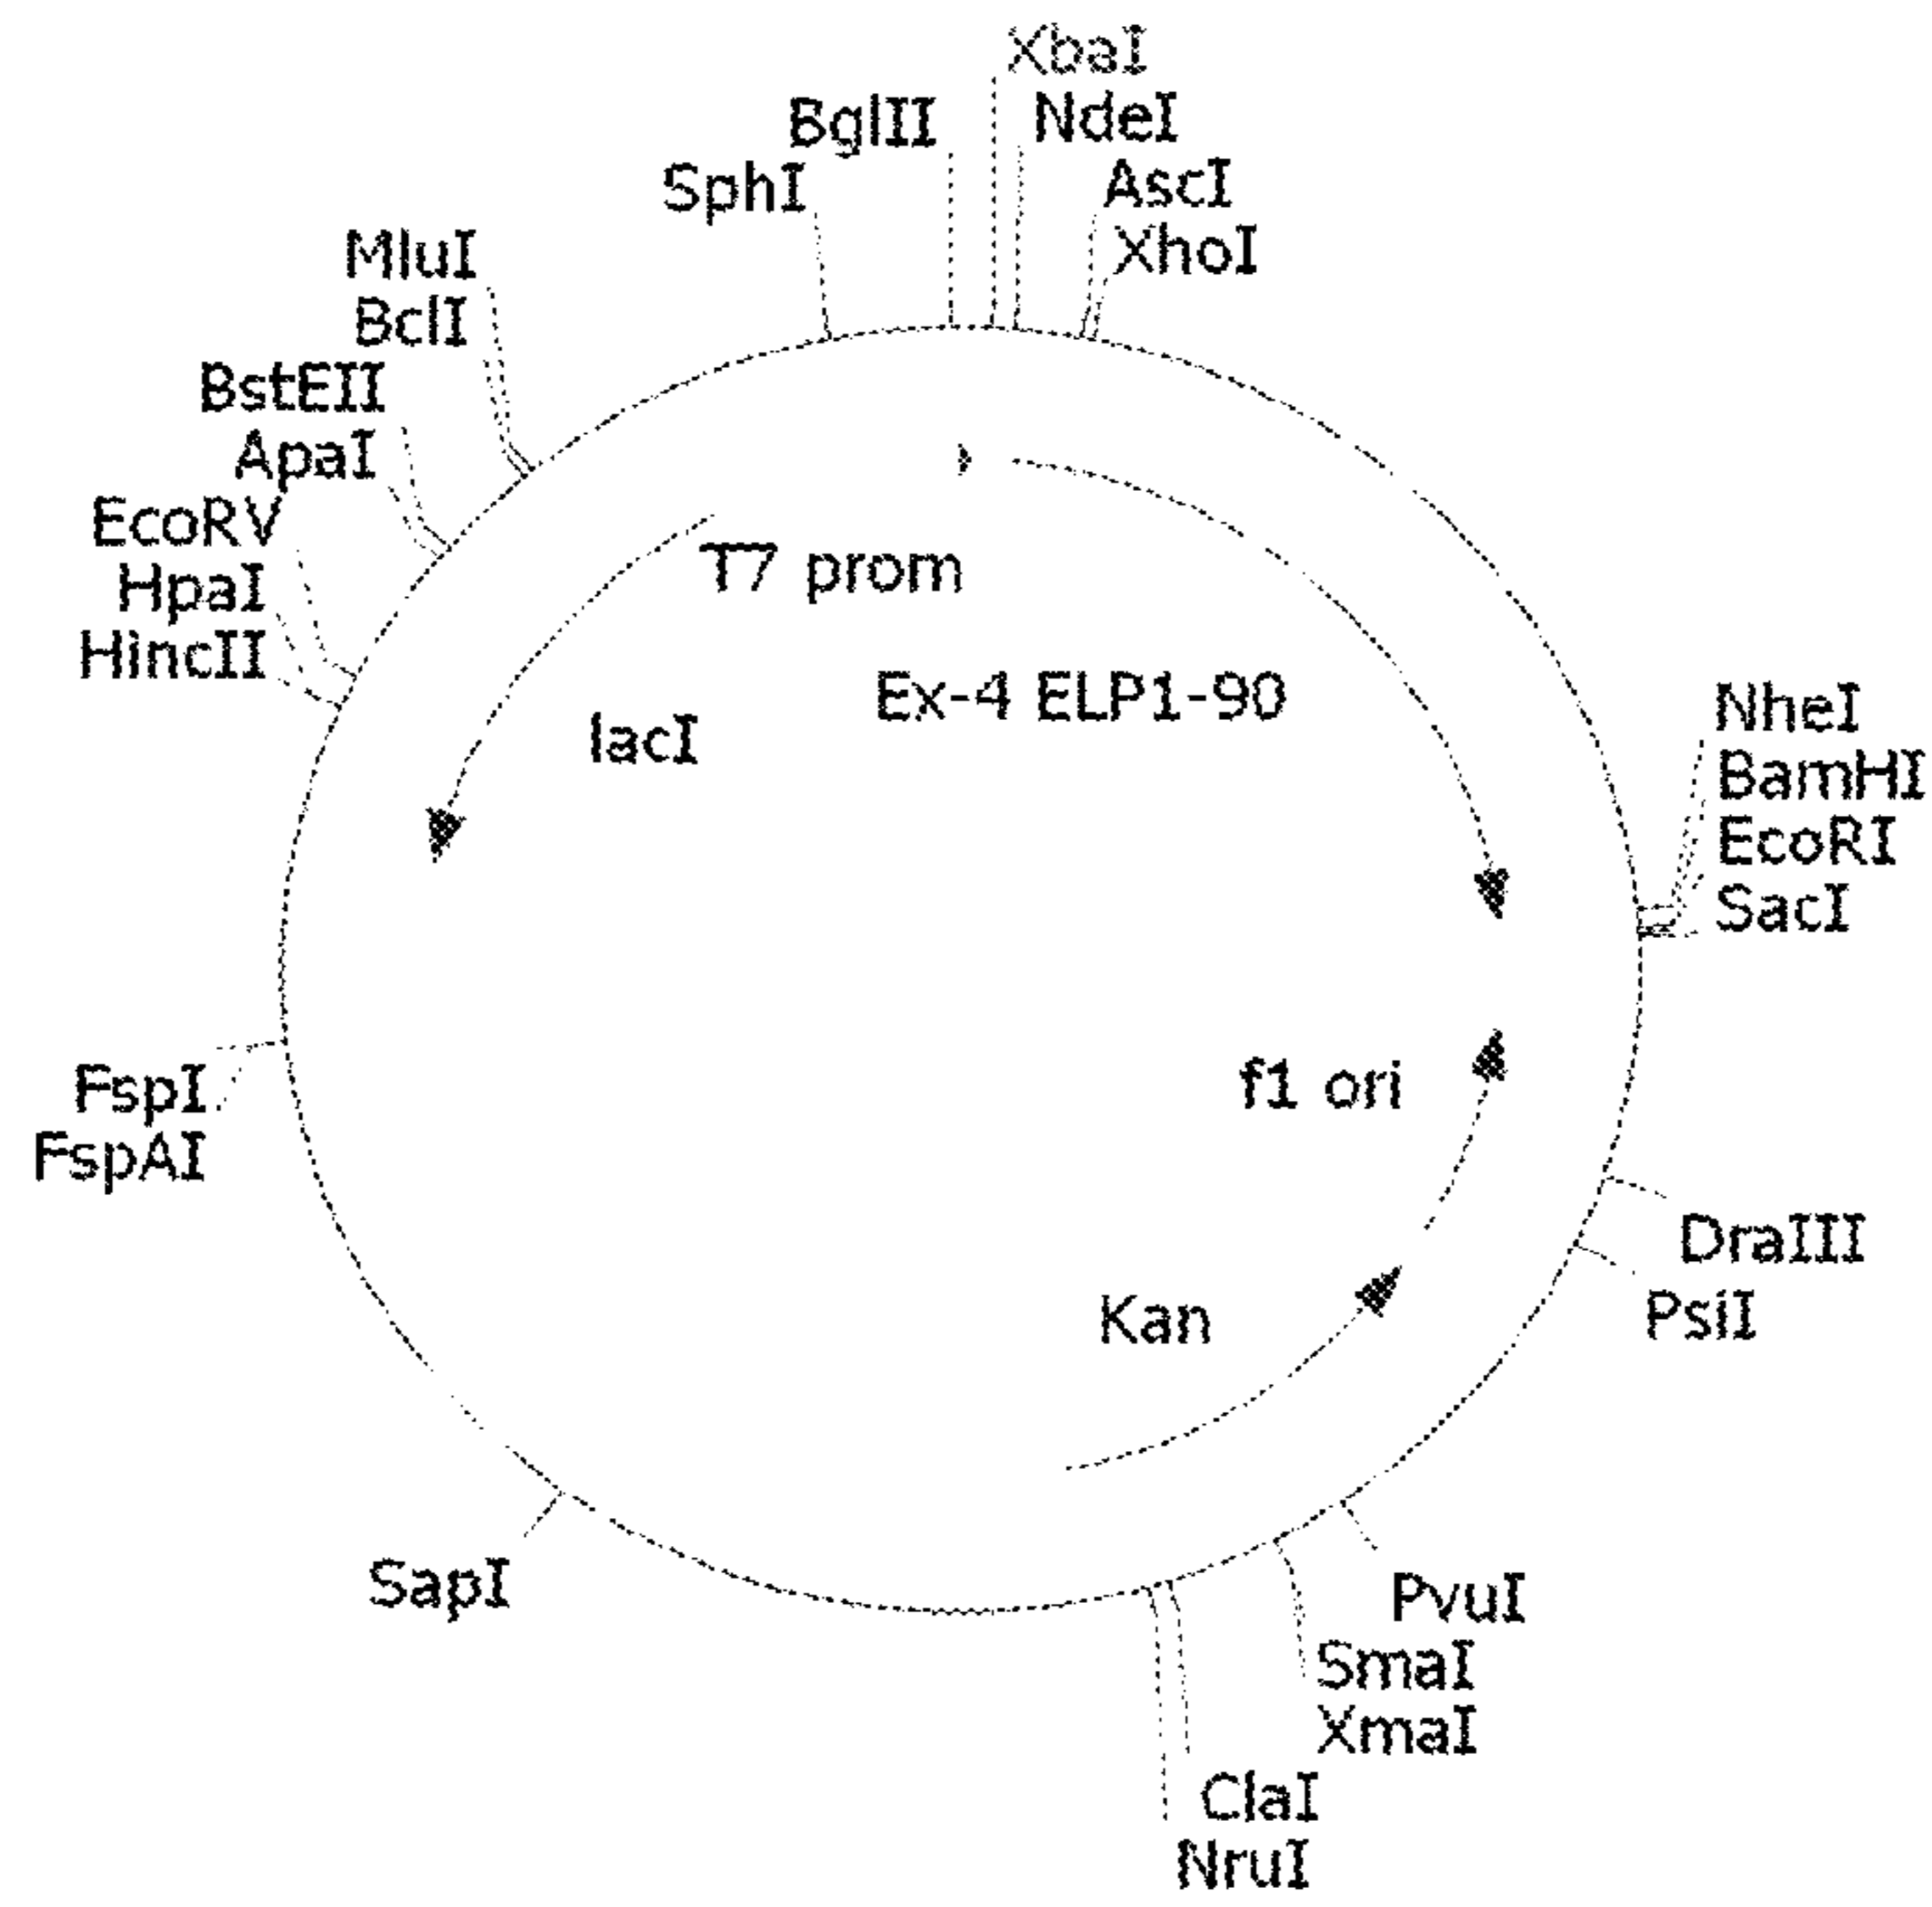 XbaI
NdeI
BglII
AscI
SphI
XhoI
MluI
BclI
BstEII
ApaI
EcoRV
HpaI
HincII
T7 prom
Ex-4 ELP1-90
lacI
NheI
BamHI
EcoRI
SacI
f1 ori
FspI
FspAI
DraIII
PsiI
Kan
SapI
PvuI
SmaI
XmaI
ClaI
NruI